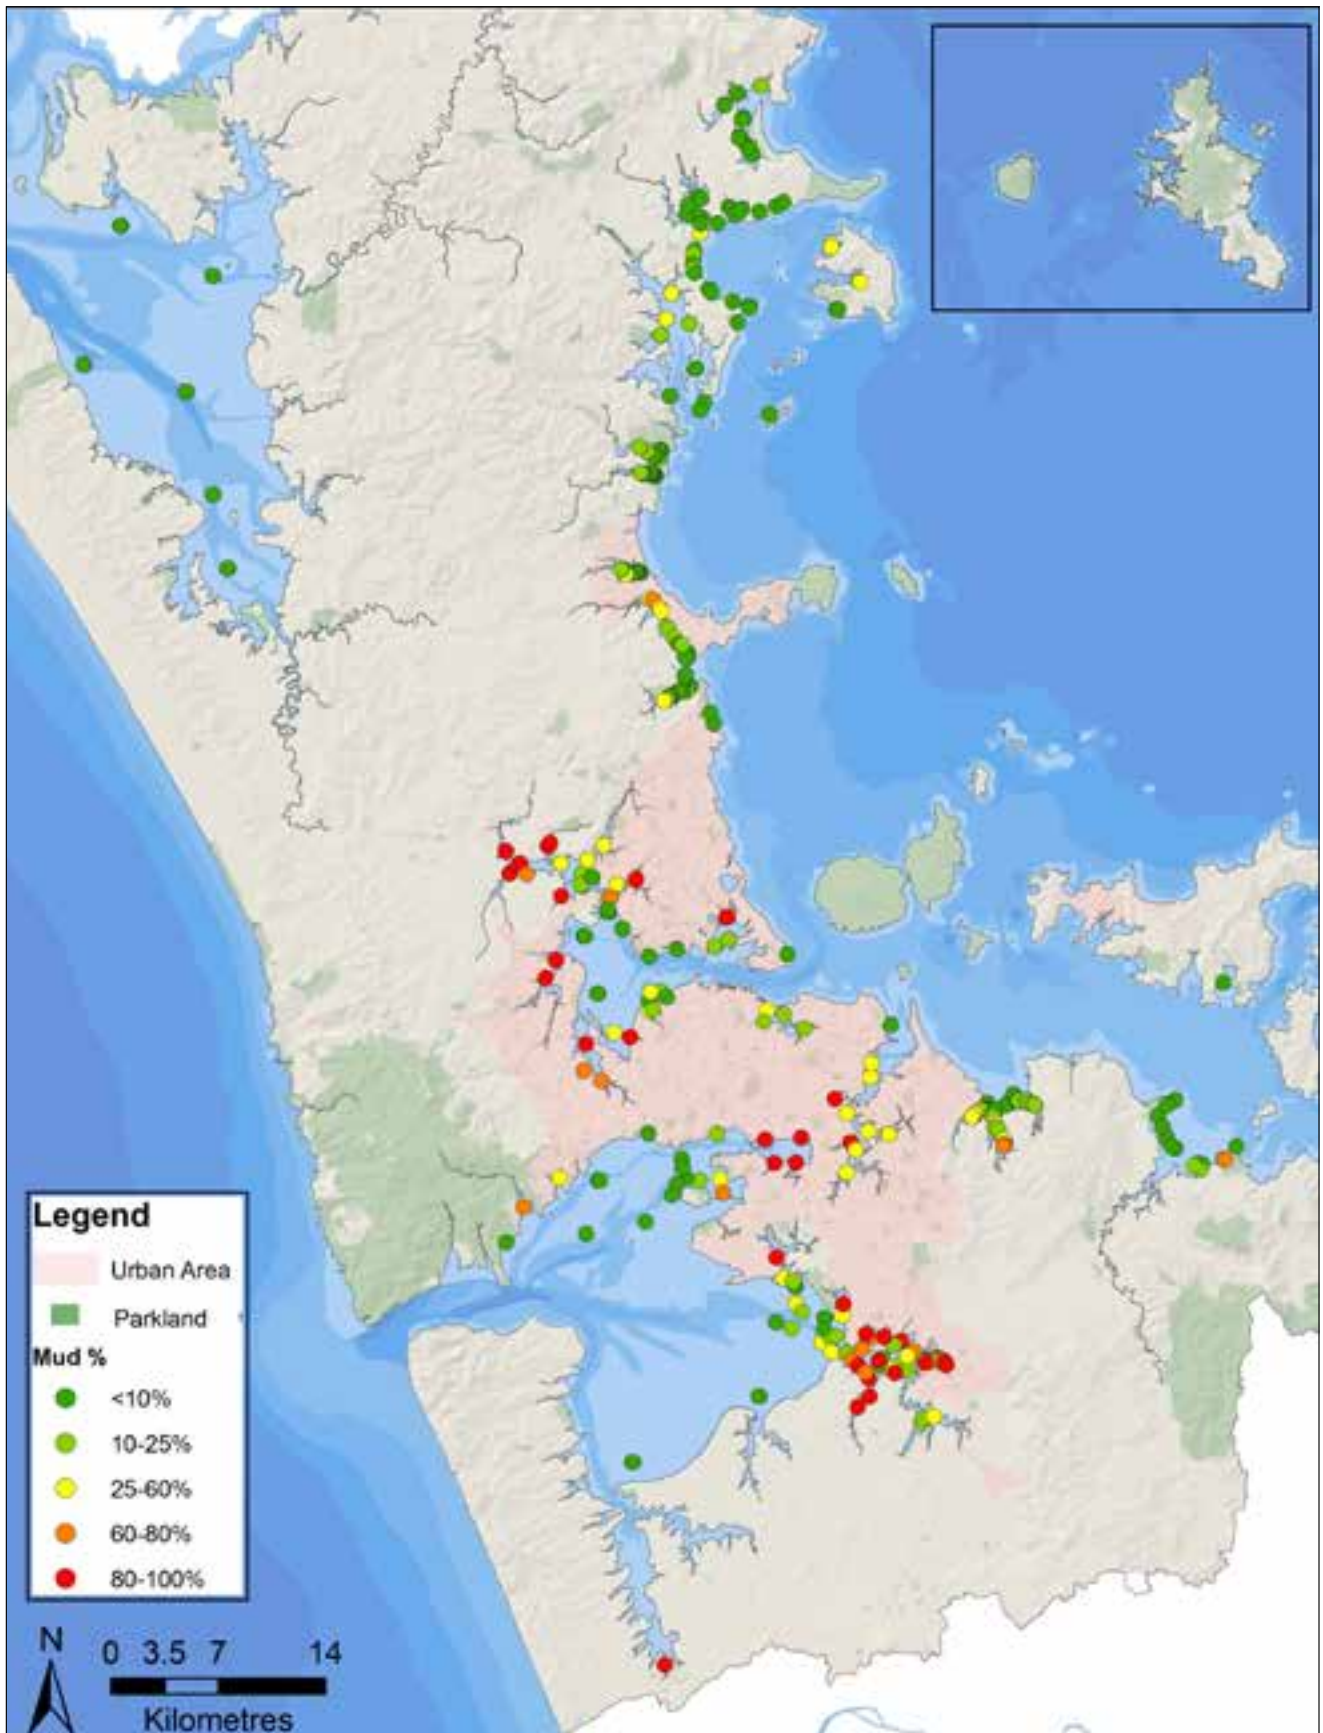 Legend
Urban Area
Parkland
Mud %
<10%
10-25%
25-60%
60-80%
80-100%
N
0 3.5 7 14
Kilometres